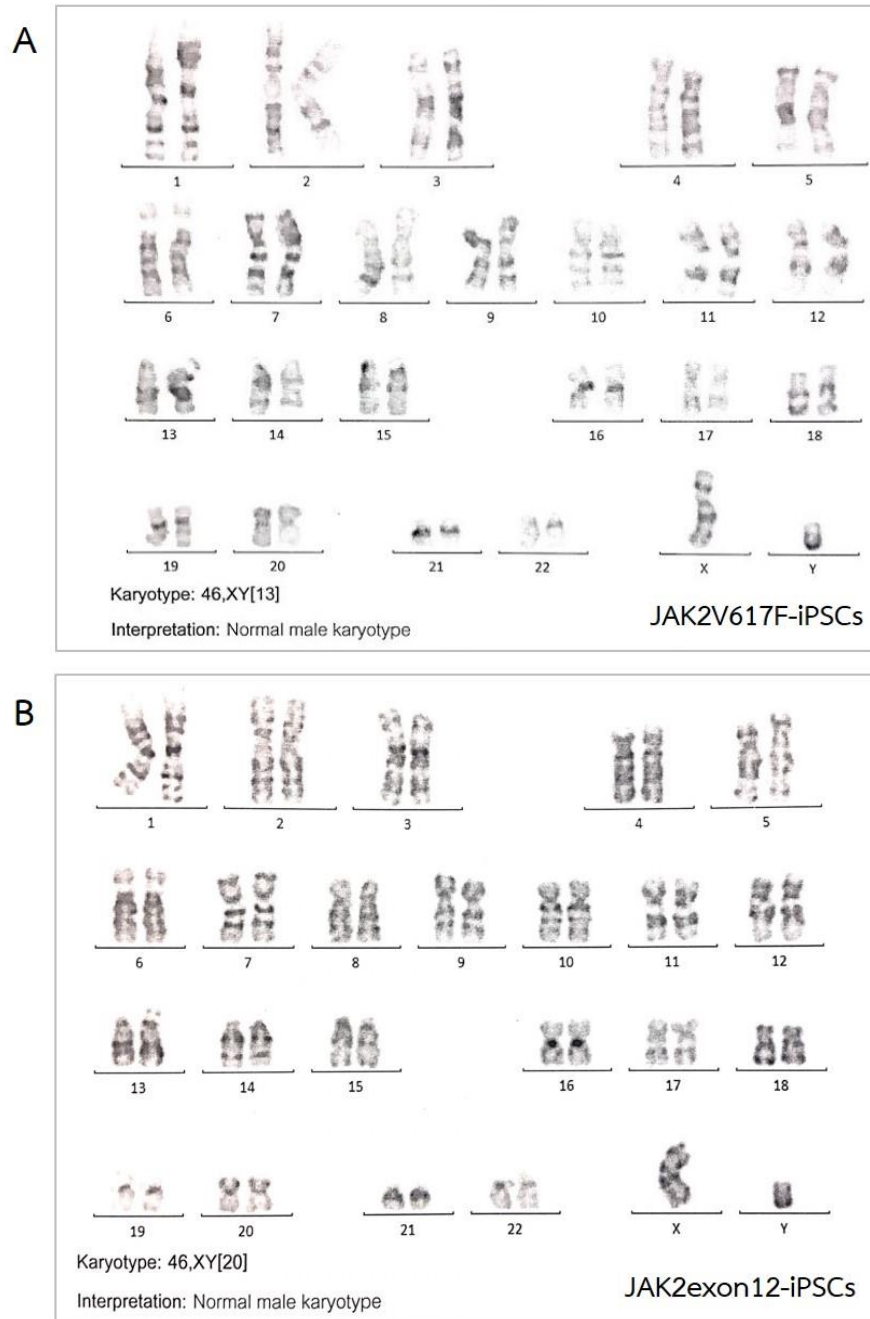 A
1 2 3 4 5
6 7 8 9 10 11 12
13 14 15 16 17 18
19 20 21 22 X Y
Karyotype: 46,XY[13]
Interpretation: Normal male karyotype
JAK2V617F-iPSCs
B
1 2 3 4 5
6 7 8 9 10 11 12
13 14 15 16 17 18
19 20 21 22 X Y
Karyotype: 46,XY[20]
Interpretation: Normal male karyotype
JAK2exon12-iPSCs